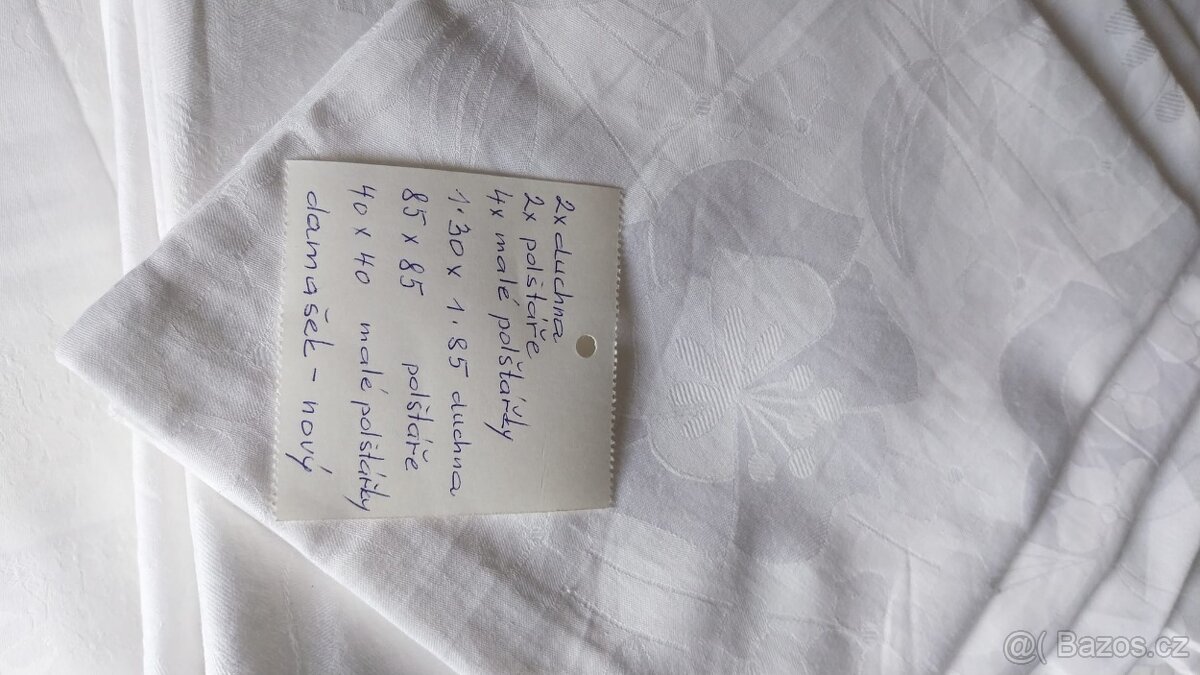 2x duchna
2x polštáře
4x malé polštářky
1.30 x 1.85 duchna
85 x 85 polštáře
40 x 40 malé polštářky
damašek - nový
@( Bazos.cz